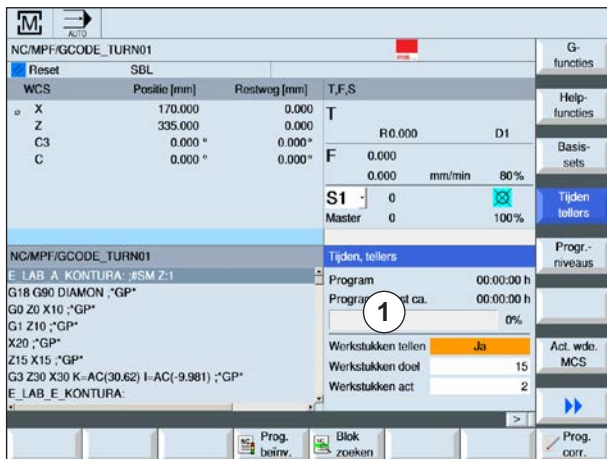 M
AUTO
NC/MPF/GCODE_TURN01
Reset SBL
WCS Positie [mm] Restweg [mm]
X 170.000 0.000
Z 335.000 0.000
C3 0.000 ° 0.000 °
C 0.000 ° 0.000 °
T,F,S
T
R0.000 D1
F 0.000
0.000 mm/min 80%
S1 0
Master 0 100%
NC/MPF/GCODE_TURN01
E_LAB_A_KONTURA: ;#SM Z:1
G18 G90 DIAMON ;*GP*
G0 Z0 X10 ;*GP*
G1 Z10 ;*GP*
X20 ;*GP*
Z15 X15 ;*GP*
G3 Z30 X30 K=AC(30.62) I=AC(-9.981) ;*GP*
E_LAB_E_KONTURA:
Tijden, tellers
Program 00:00:00 h
ca. 00:00:00 h
1
0%
Werkstukken tellen Ja
Werkstukken doel 15
Werkstukken act 2
>
G-
functies
Help-
functies
Basis-
sets
Tijden
tellers
Progr.-
niveaus
Act. wde.
MCS
NC
Prog.
beïnv.
Blok
zoeken
Prog.
corr.